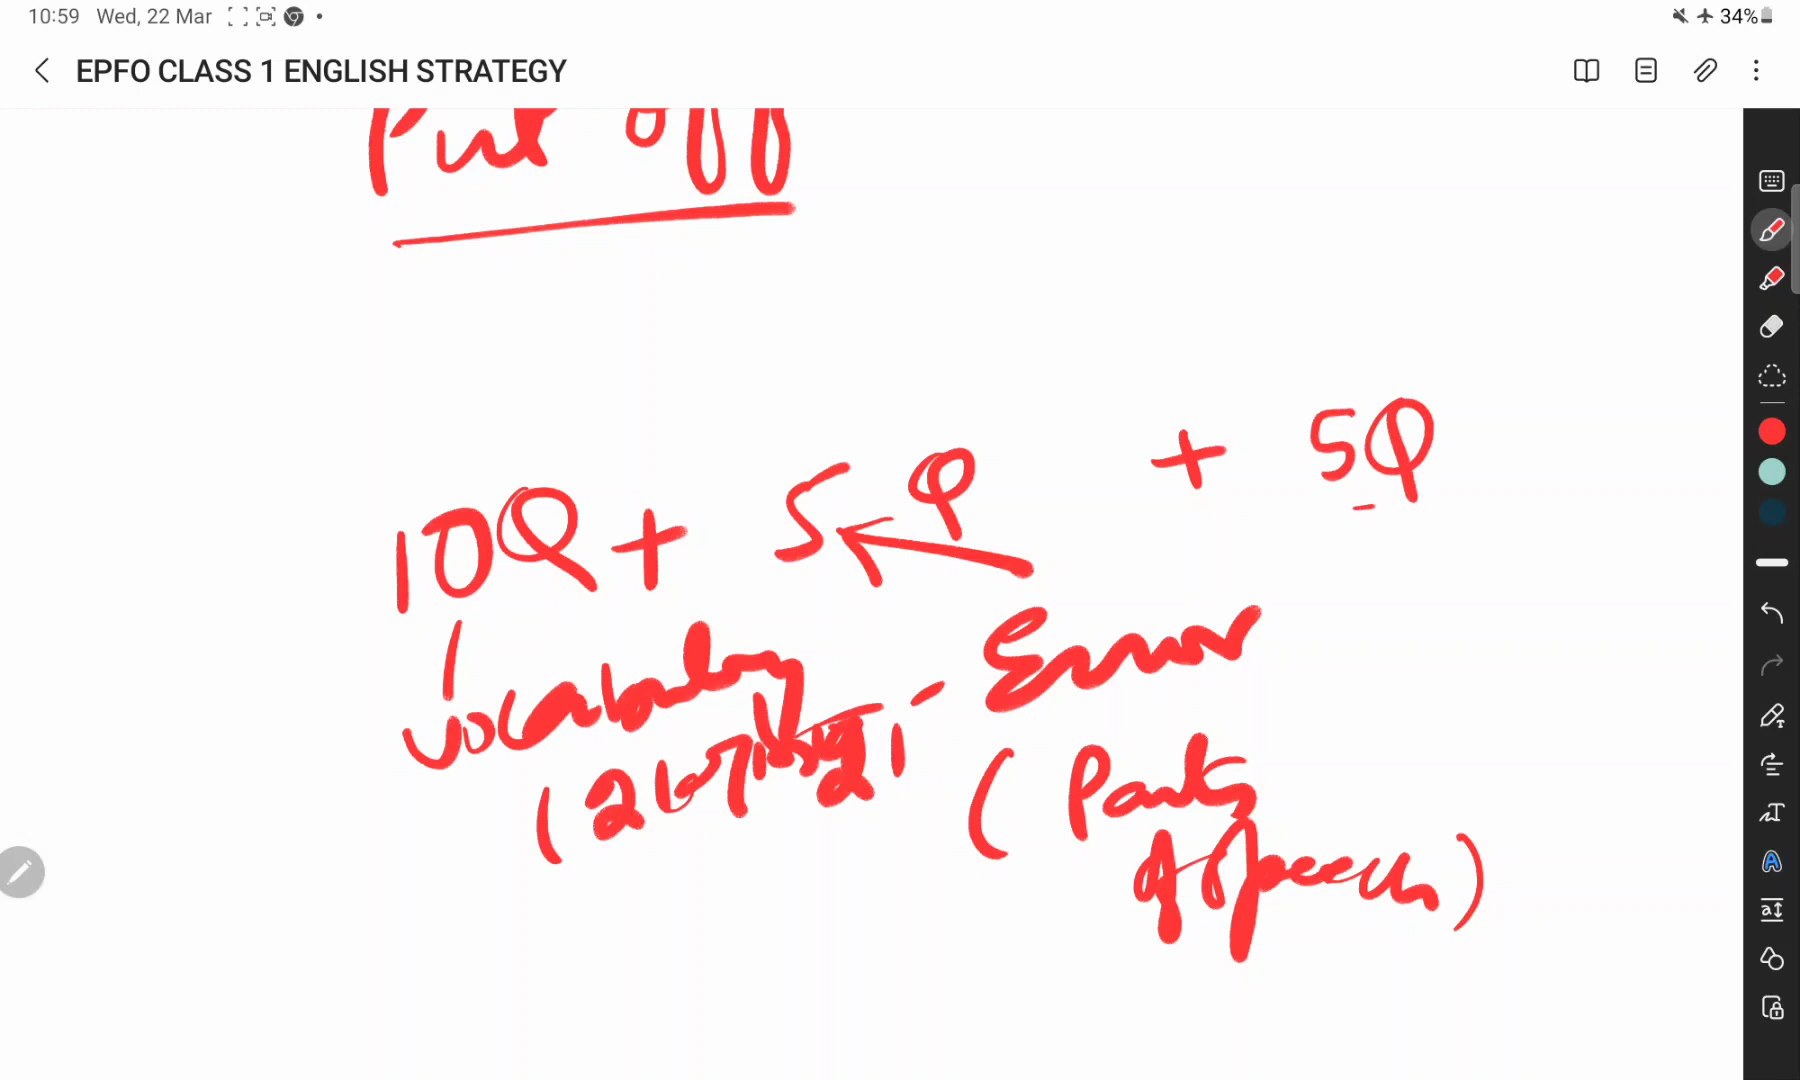 10:59 Wed, 22 Mar
34%
EPFO CLASS 1 ENGLISH STRATEGY
Put off
10Q + 5Q + 5Q
Vocabulary
Error
(Parts
of Speech)